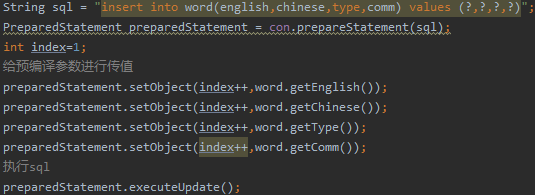 String sql = "insert into word(english,chinese,type,comm) values (?,?,?,?)";
PreparedStatement preparedStatement = con.prepareStatement(sql);
int index=1;
给预编译参数进行传值
preparedStatement.setObject(index++,word.getEnglish());
preparedStatement.setObject(index++,word.getChinese());
preparedStatement.setObject(index++,word.getType());
preparedStatement.setObject(index++,word.getComm());
执行sql
preparedStatement.executeUpdate();